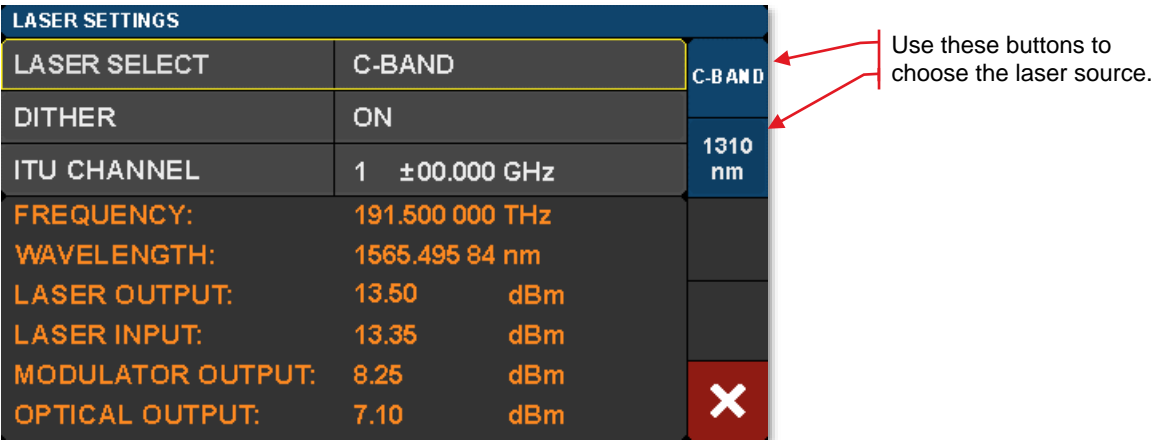 LASER SETTINGS
LASER SELECT C-BAND
DITHER ON
ITU CHANNEL 1 ±00.000 GHz
FREQUENCY: 191.500 000 THz
WAVELENGTH: 1565.495 84 nm
LASER OUTPUT: 13.50 dBm
LASER INPUT: 13.35 dBm
MODULATOR OUTPUT: 8.25 dBm
OPTICAL OUTPUT: 7.10 dBm
C-BAND
1310
nm
Use these buttons to
choose the laser source.